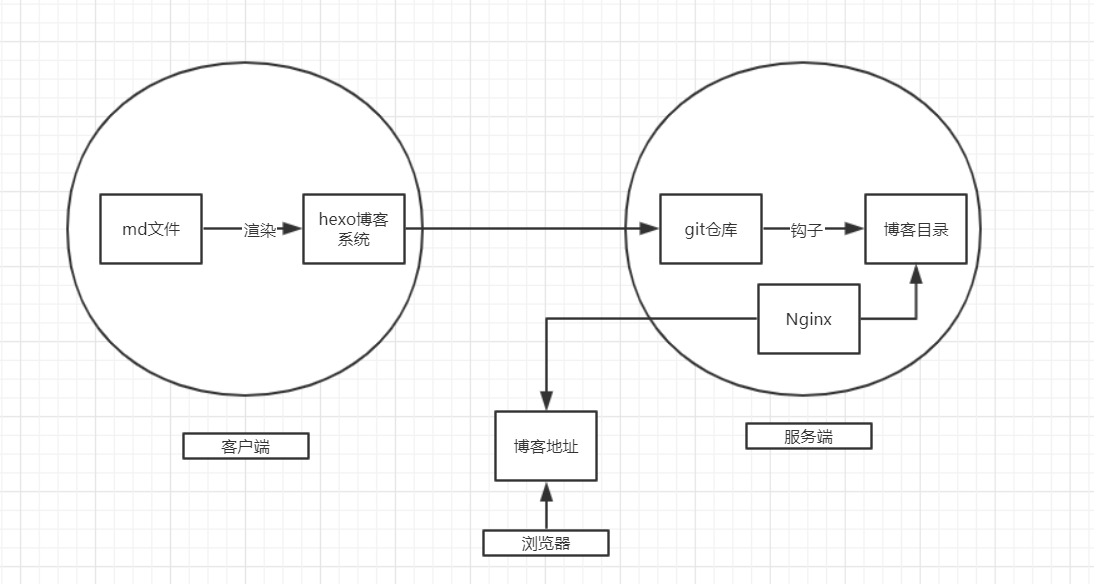 md文件
渲染
hexo博客
系统
git仓库
钩子
博客目录
Nginx
客户端
服务端
博客地址
浏览器